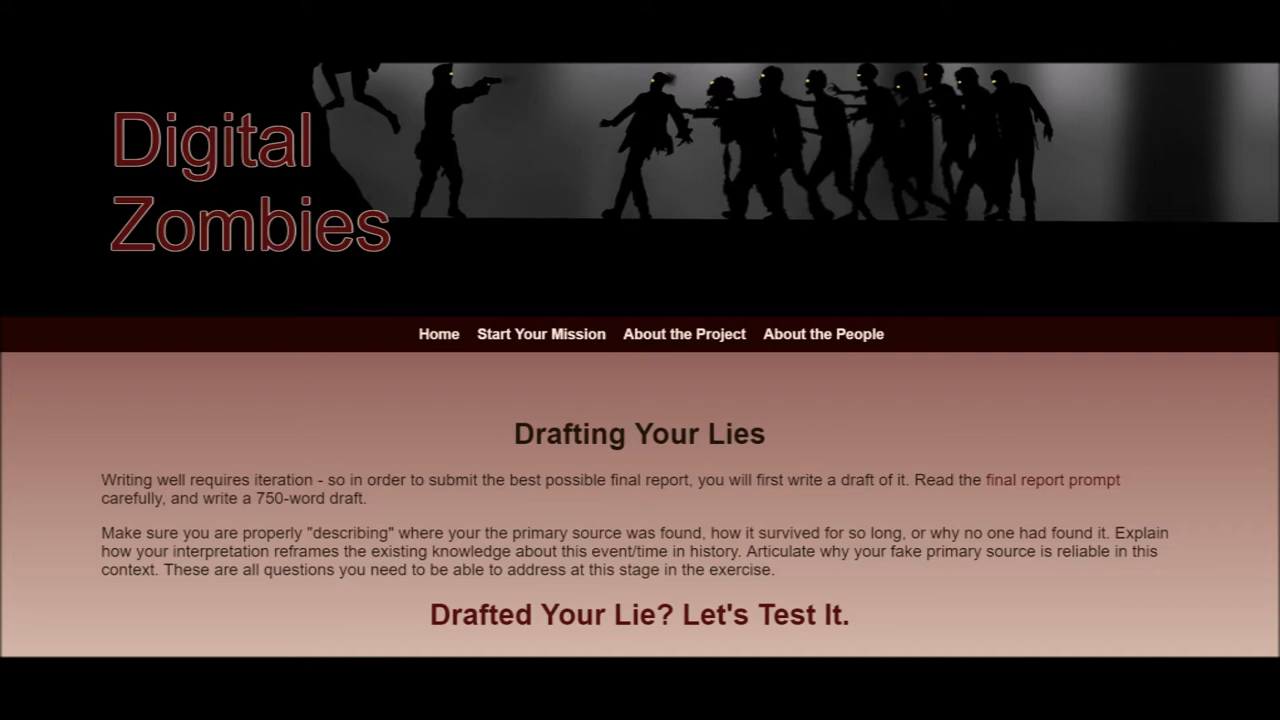 Digital
Zombies
Home Start Your Mission About the Project About the People
Drafting Your Lies
Writing well requires iteration - so in order to submit the best possible final report, you will first write a draft of it. Read the final report prompt
carefully, and write a 750-word draft.
Make sure you are properly "describing" where your the primary source was found, how it survived for so long, or why no one had found it. Explain
how your interpretation reframes the existing knowledge about this event/time in history. Articulate why your fake primary source is reliable in this
context. These are all questions you need to be able to address at this stage in the exercise.
Drafted Your Lie? Let's Test It.